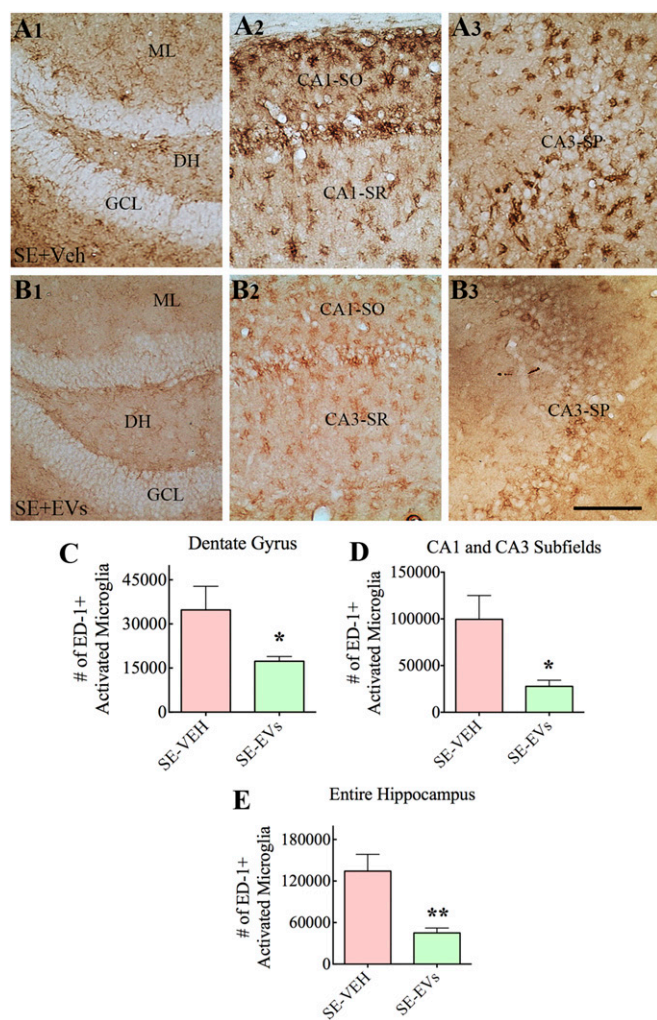 A1
ML
DH
GCL
SE+Veh
A2
CA1-SO
CA1-SR
A3
CA3-SP
B1
ML
DH
GCL
SE+EVs
B2
CA1-SO
CA3-SR
B3
CA3-SP
C
Dentate Gyrus
# of ED-1+
Activated Microglia
45000
30000
15000
0
*
SE-VEH
SE-EVs
D
CA1 and CA3 Subfields
# of ED-1+
Activated Microglia
150000
100000
50000
0
*
SE-VEH
SE-EVs
E
Entire Hippocampus
# of ED-1+
Activated Microglia
180000
120000
60000
0
**
SE-VEH
SE-EVs